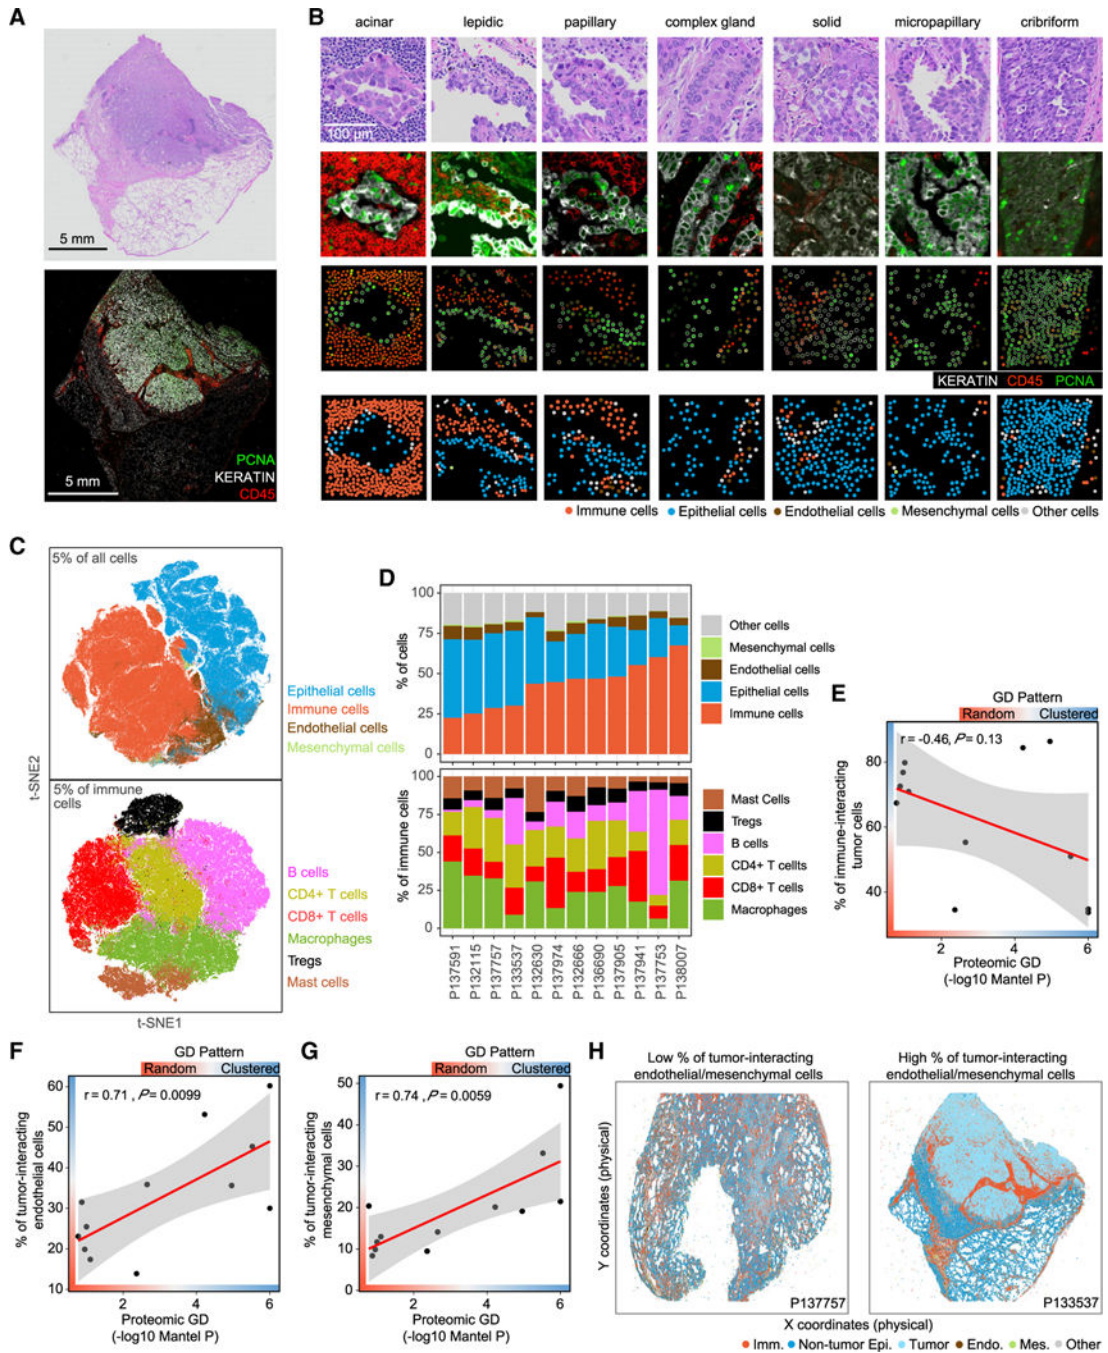 A
5 mm
5 mm
PCNA
KERATIN
CD45
B
acinar lepidic papillary complex gland solid micropapillary cribriform
100 μm
KERATIN CD45 PCNA
Immune cells Epithelial cells Endothelial cells Mesenchymal cells Other cells
C
5% of all cells
Epithelial cells
Immune cells
Endothelial cells
Mesenchymal cells
t-SNE2
5% of immune
cells
B cells
CD4+ T cells
CD8+ T cells
Macrophages
Tregs
Mast cells
t-SNE1
D
% of cells
100
75
50
25
0
Other cells
Mesenchymal cells
Endothelial cells
Epithelial cells
Immune cells
% of immune cells
100
75
50
25
0
Mast Cells
Tregs
B cells
CD4+ T cells
CD8+ T cells
Macrophages
P137591
P132115
P137757
P133537
P132630
P137974
P132666
P136690
P137905
P137941
P137753
P138007
E
GD Pattern
Random Clustered
r = -0.46, P = 0.13
% of immune-interacting
tumor cells
80
60
40
2 4 6
Proteomic GD
(-log10 Mantel P)
F
GD Pattern
Random Clustered
r = 0.71 , P = 0.0099
% of tumor-interacting
endothelial cells
60
50
40
30
20
10
2 4 6
Proteomic GD
(-log10 Mantel P)
G
GD Pattern
Random Clustered
r = 0.74 , P = 0.0059
% of tumor-interacting
mesenchymal cells
50
40
30
20
10
0
2 4 6
Proteomic GD
(-log10 Mantel P)
H
Low % of tumor-interacting
endothelial/mesenchymal cells
High % of tumor-interacting
endothelial/mesenchymal cells
Y coordinates (physical)
P137757
P133537
X coordinates (physical)
Imm. Non-tumor Epi. Tumor Endo. Mes. Other